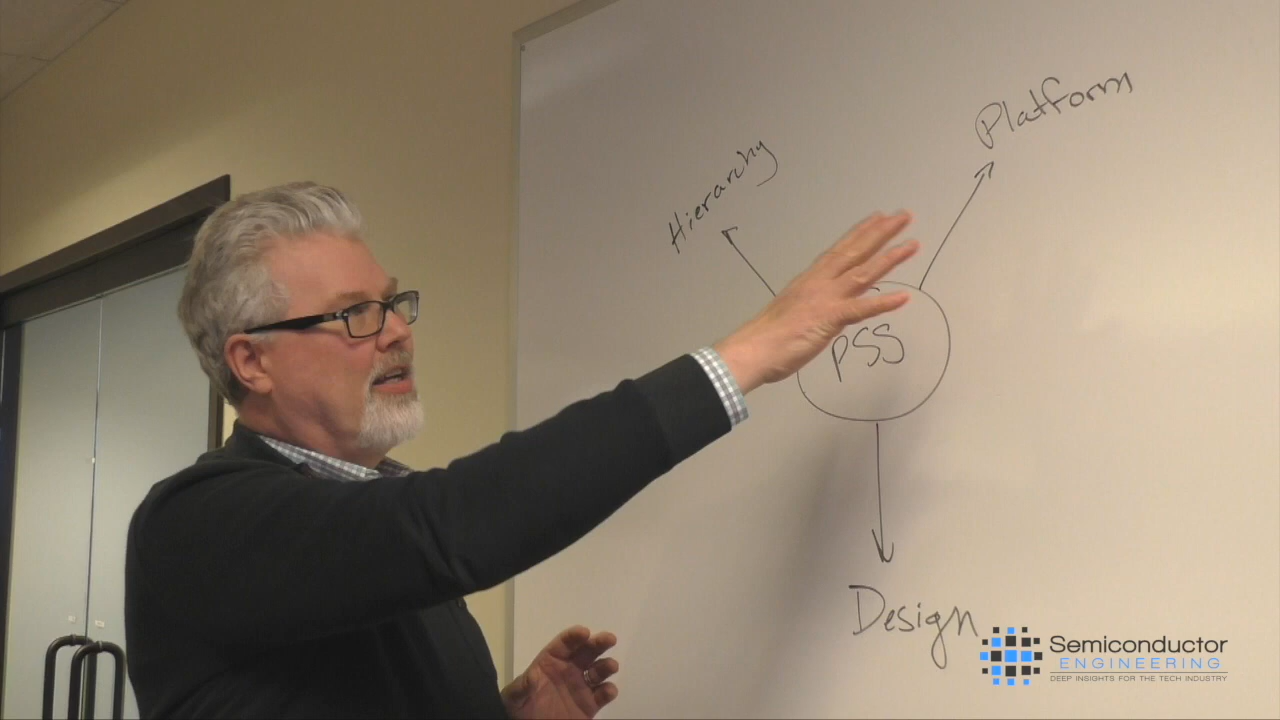 Platform
Hierarchy
PSS
Design
Semiconductor
ENGINEERING
DEEP INSIGHTS FOR THE TECH INDUSTRY